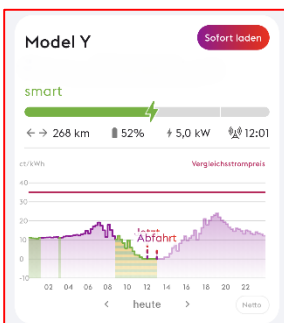 Model Y
Sofort laden
smart
←→ 268 km 52% 5,0 kW 12:01
ct/kWh Vergleichsstrompreis
40
30
20
10
0
-10
Jetzt
Abfahrt
02 04 06 08 10 12 14 16 18 20 22
< heute >
Netto